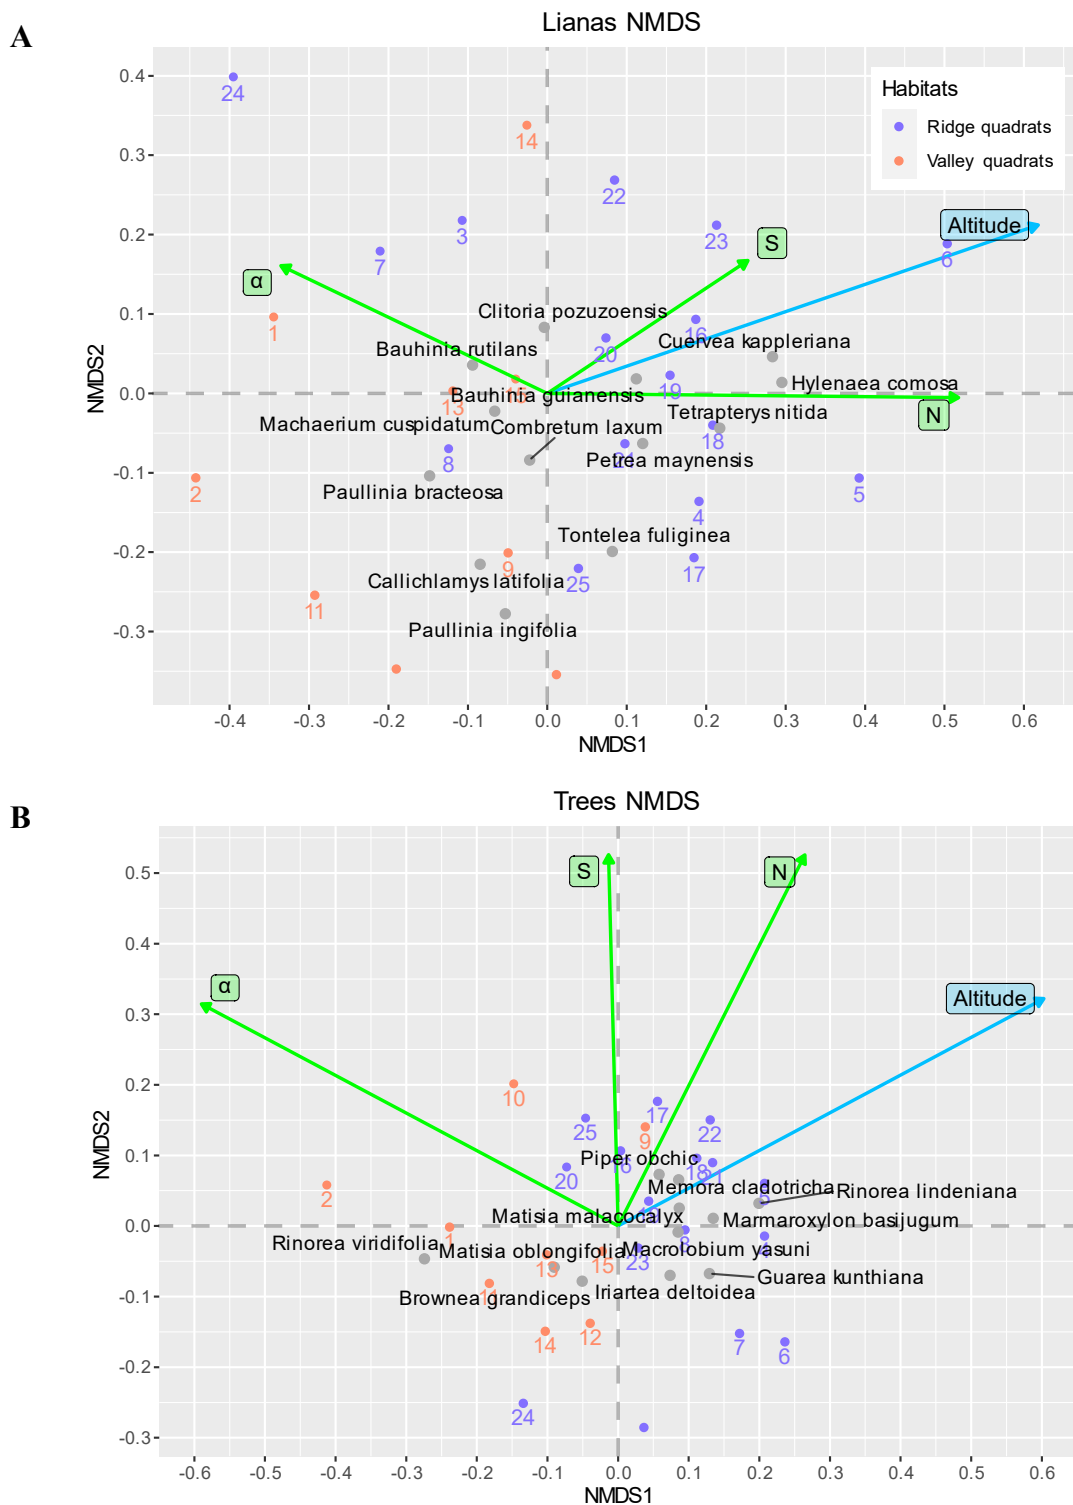 A
Lianas NMDS
Habitats
Ridge quadrats
Valley quadrats
0.4
0.3
0.2
0.1
0.0
-0.1
-0.2
-0.3
NMDS2
24
14
22
3
23
7
Altitude
6
S
α
1
Clitoria pozuzoensis
16
20
Cuervea kappleriana
Bauhinia rutilans
19
Hylenaea comosa
13
15
Bauhinia guianensis
N
Tetrapterys nitida
Machaerium cuspidatum
Combretum laxum
18
8
21
Petrea maynensis
2
Paullinia bracteosa
5
4
Tontelea fuliginea
9
25
17
Callichlamys latifolia
11
Paullinia ingifolia
-0.4
-0.3
-0.2
-0.1
0.0
0.1
0.2
0.3
0.4
0.5
0.6
NMDS1
B
Trees NMDS
0.5
0.4
0.3
0.2
0.1
0.0
-0.1
-0.2
-0.3
NMDS2
S
N
α
Altitude
10
17
25
9
22
20
Piper obchic
16
18
21
2
Memora cladotricha
Rinorea lindeniana
Matisia malacocalyx
Marmaroxylon basijugum
1
Rinorea viridifolia
Matisia oblongifolia
Macrolobium yasuni
8
4
13
15
23
Guarea kunthiana
11
Brownea grandiceps
Iriartea deltoidea
14
12
7
6
24
-0.6
-0.5
-0.4
-0.3
-0.2
-0.1
0.0
0.1
0.2
0.3
0.4
0.5
0.6
NMDS1